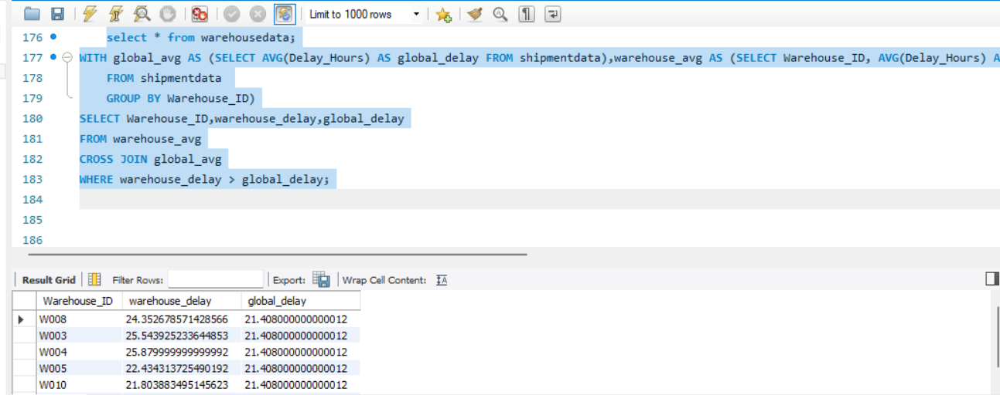 Limit to 1000 rows
176 select * from warehousedata;
177 WITH global_avg AS (SELECT AVG(Delay_Hours) AS global_delay FROM shipmentdata),warehouse_avg AS (SELECT Warehouse_ID, AVG(Delay_Hours) A
178 FROM shipmentdata
179 GROUP BY Warehouse_ID)
180 SELECT Warehouse_ID,warehouse_delay,global_delay
181 FROM warehouse_avg
182 CROSS JOIN global_avg
183 WHERE warehouse_delay > global_delay;
184
185
186
Result Grid Filter Rows: Export: Wrap Cell Content:
Warehouse_ID warehouse_delay global_delay
W008 24.352678571428566 21.408000000000012
W003 25.543925233644853 21.408000000000012
W004 25.879999999999992 21.408000000000012
W005 22.434313725490192 21.408000000000012
W010 21.803883495145623 21.408000000000012